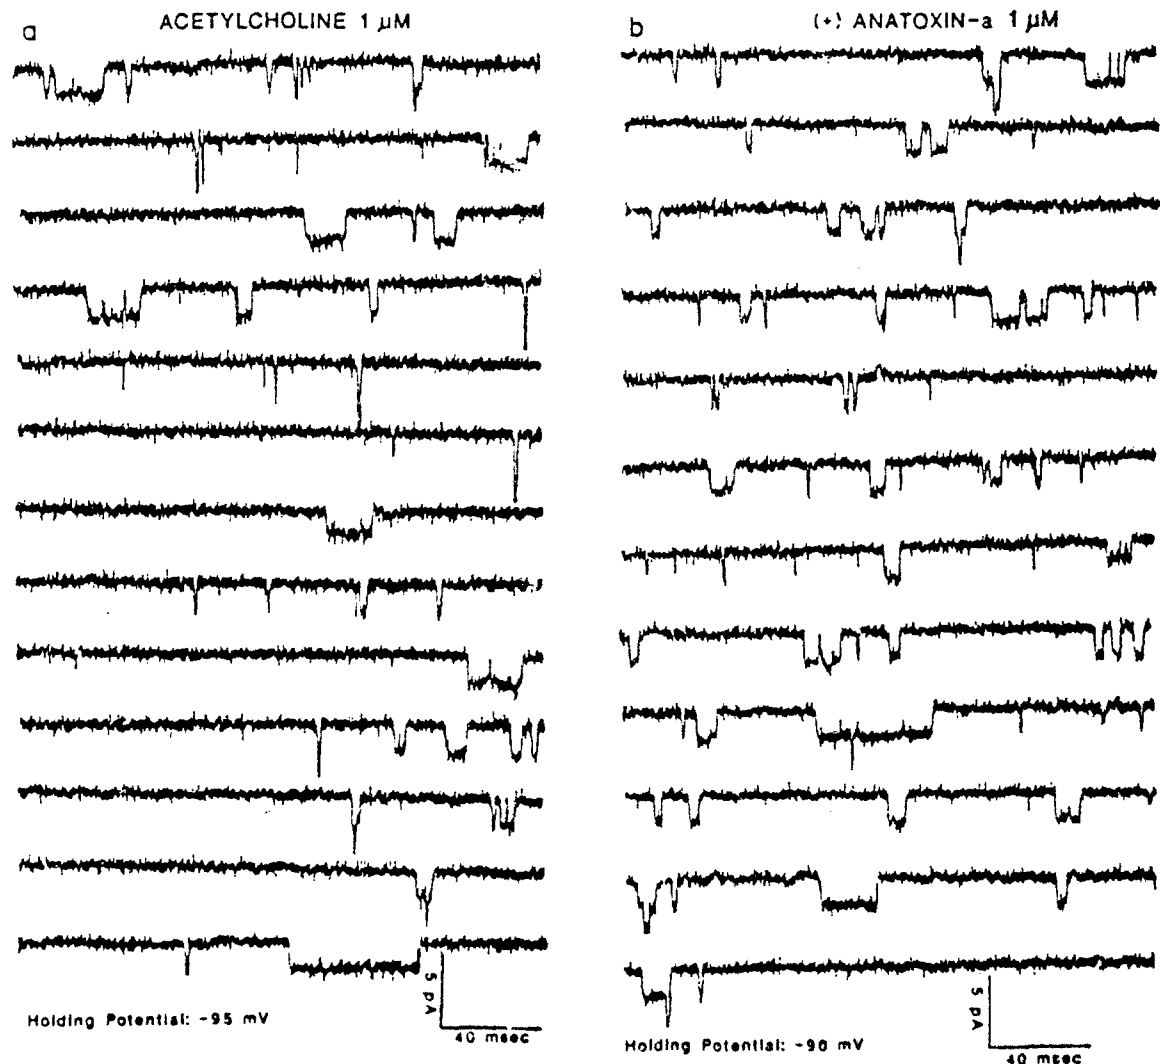 a
ACETYLCHOLINE 1 µM
5 pA
40 msec
Holding Potential: -95 mV
b
(+) ANATOXIN-a 1 µM
5 pA
40 msec
Holding Potential: -90 mV